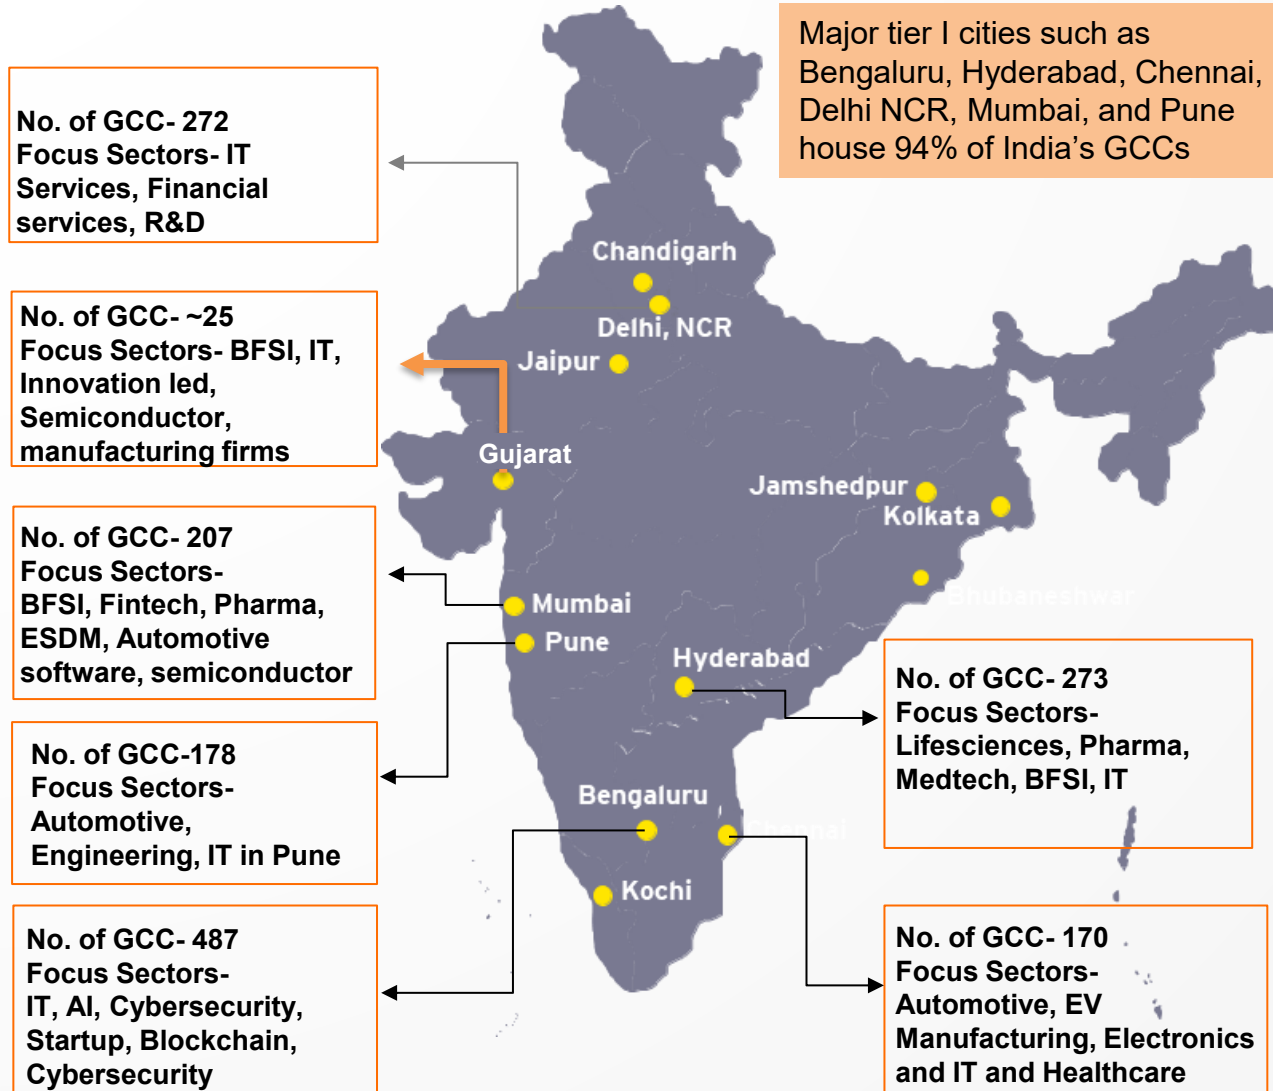 Major tier I cities such as
Bengaluru, Hyderabad, Chennai,
Delhi NCR, Mumbai, and Pune
house 94% of India’s GCCs
No. of GCC- 272
Focus Sectors- IT
Services, Financial
services, R&D
No. of GCC- ~25
Focus Sectors- BFSI, IT,
Innovation led,
Semiconductor,
manufacturing firms
No. of GCC- 207
Focus Sectors-
BFSI, Fintech, Pharma,
ESDM, Automotive
software, semiconductor
No. of GCC-178
Focus Sectors-
Automotive,
Engineering, IT in Pune
No. of GCC- 487
Focus Sectors-
IT, AI, Cybersecurity,
Startup, Blockchain,
Cybersecurity
Chandigarh
Delhi, NCR
Jaipur
Gujarat
Jamshedpur
Kolkata
Bhubaneshwar
Mumbai
Pune
Hyderabad
Bengaluru
Chennai
Kochi
No. of GCC- 273
Focus Sectors-
Lifesciences, Pharma,
Medtech, BFSI, IT
No. of GCC- 170
Focus Sectors-
Automotive, EV
Manufacturing, Electronics
and IT and Healthcare